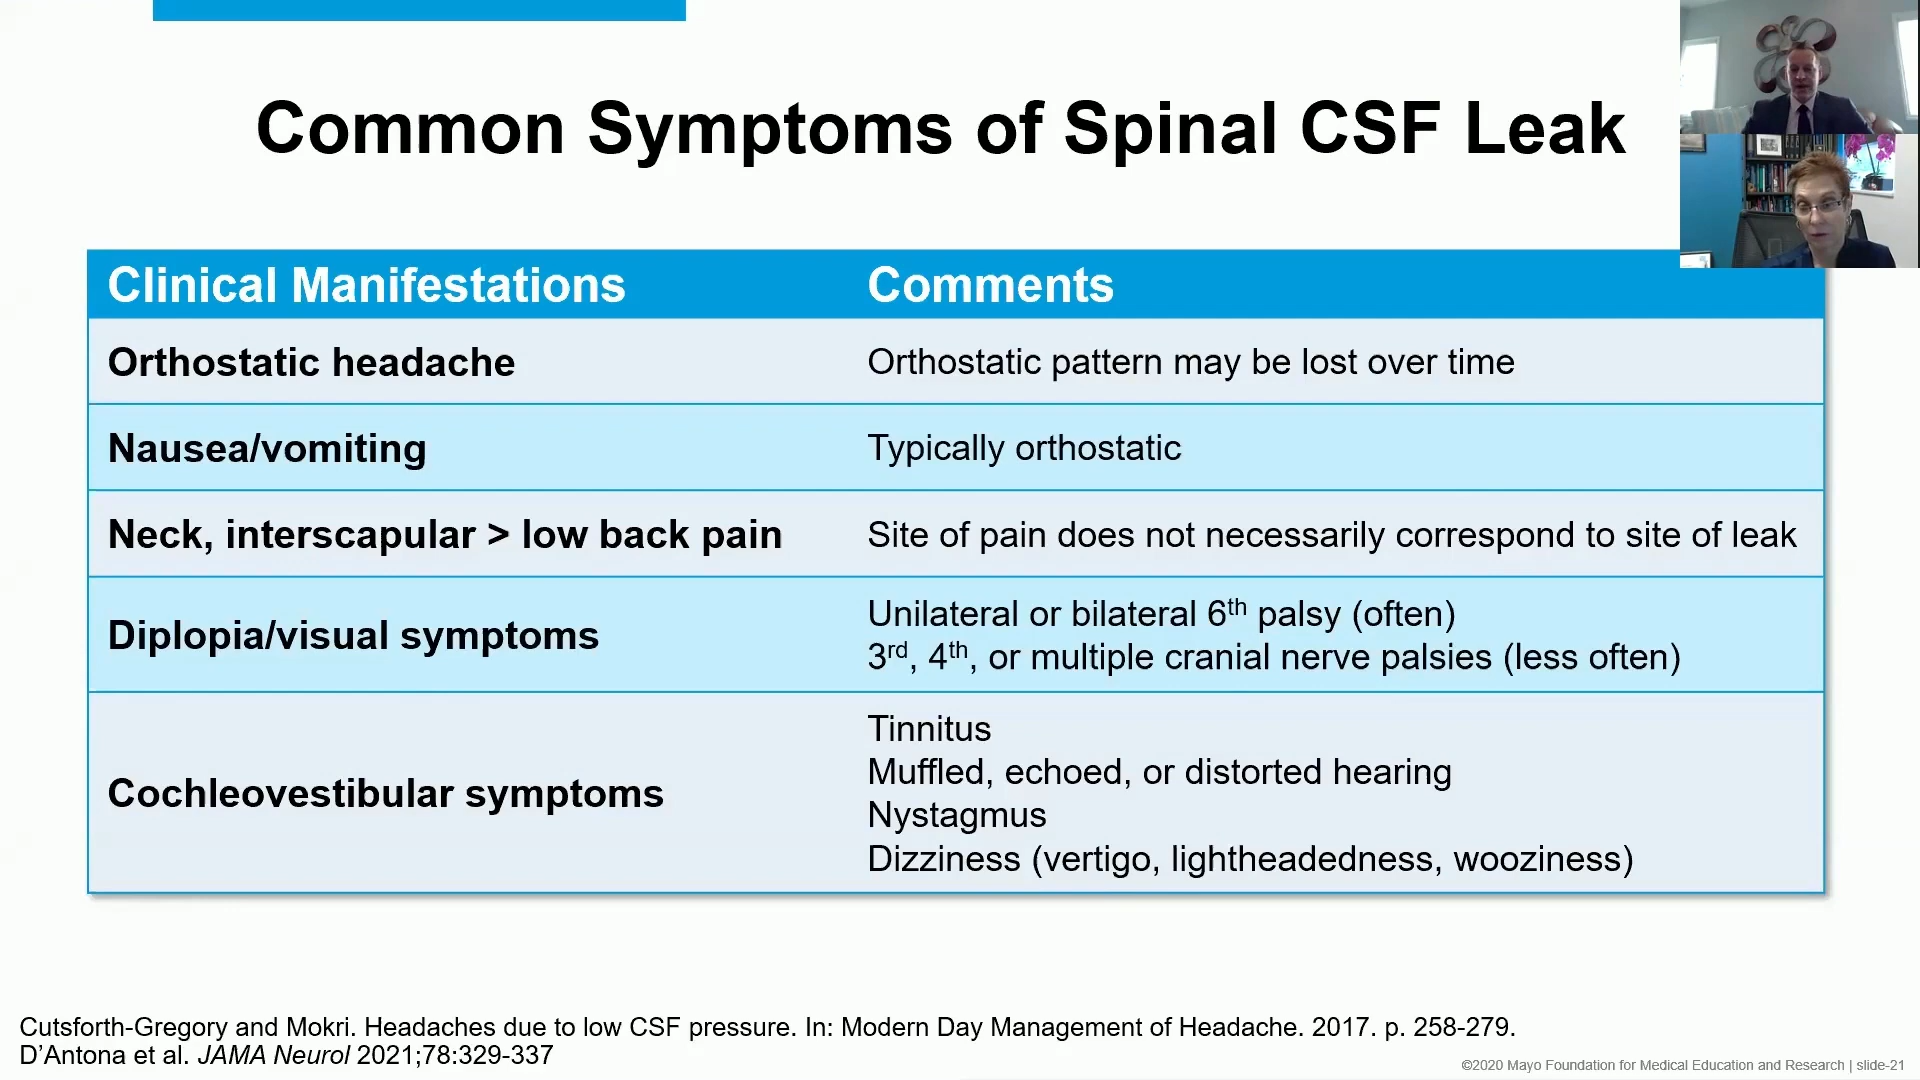 Common Symptoms of Spinal CSF Leak
Clinical Manifestations Comments
Orthostatic headache Orthostatic pattern may be lost over time
Nausea/vomiting Typically orthostatic
Neck, interscapular > low back pain Site of pain does not necessarily correspond to site of leak
Diplopia/visual symptoms
Unilateral or bilateral 6th palsy (often)
3rd, 4th, or multiple cranial nerve palsies (less often)
Cochleovestibular symptoms
Tinnitus
Muffled, echoed, or distorted hearing
Nystagmus
Dizziness (vertigo, lightheadedness, wooziness)
Cutsforth-Gregory and Mokri. Headaches due to low CSF pressure. In: Modern Day Management of Headache. 2017. p. 258-279.
D’Antona et al. JAMA Neurol 2021;78:329-337
©2020 Mayo Foundation for Medical Education and Research | slide-21